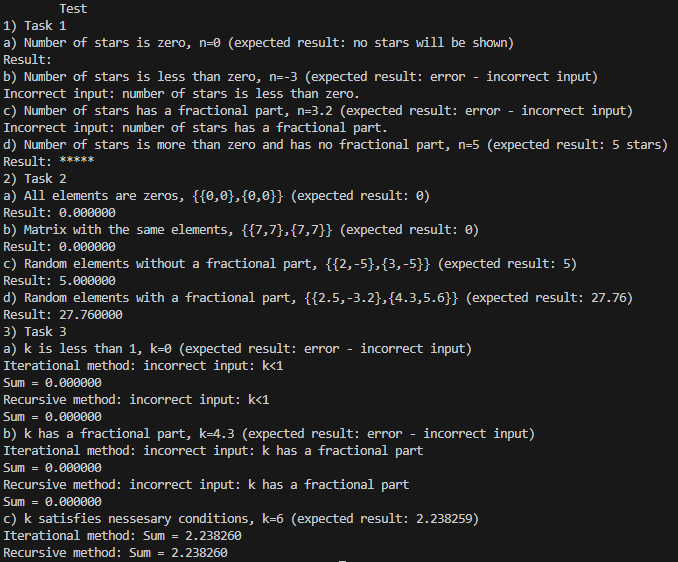 Test
1) Task 1
a) Number of stars is zero, n=0 (expected result: no stars will be shown)
Result:
b) Number of stars is less than zero, n=-3 (expected result: error - incorrect input)
Incorrect input: number of stars is less than zero.
c) Number of stars has a fractional part, n=3.2 (expected result: error - incorrect input)
Incorrect input: number of stars has a fractional part.
d) Number of stars is more than zero and has no fractional part, n=5 (expected result: 5 stars)
Result: *****
2) Task 2
a) All elements are zeros, {{0,0},{0,0}} (expected result: 0)
Result: 0.000000
b) Matrix with the same elements, {{7,7},{7,7}} (expected result: 0)
Result: 0.000000
c) Random elements without a fractional part, {{2,-5},{3,-5}} (expected result: 5)
Result: 5.000000
d) Random elements with a fractional part, {{2.5,-3.2},{4.3,5.6}} (expected result: 27.76)
Result: 27.760000
3) Task 3
a) k is less than 1, k=0 (expected result: error - incorrect input)
Iterational method: incorrect input: k<1
Sum = 0.000000
Recursive method: incorrect input: k<1
Sum = 0.000000
b) k has a fractional part, k=4.3 (expected result: error - incorrect input)
Iterational method: incorrect input: k has a fractional part
Sum = 0.000000
Recursive method: incorrect input: k has a fractional part
Sum = 0.000000
c) k satisfies nessesary conditions, k=6 (expected result: 2.238259)
Iterational method: Sum = 2.238260
Recursive method: Sum = 2.238260